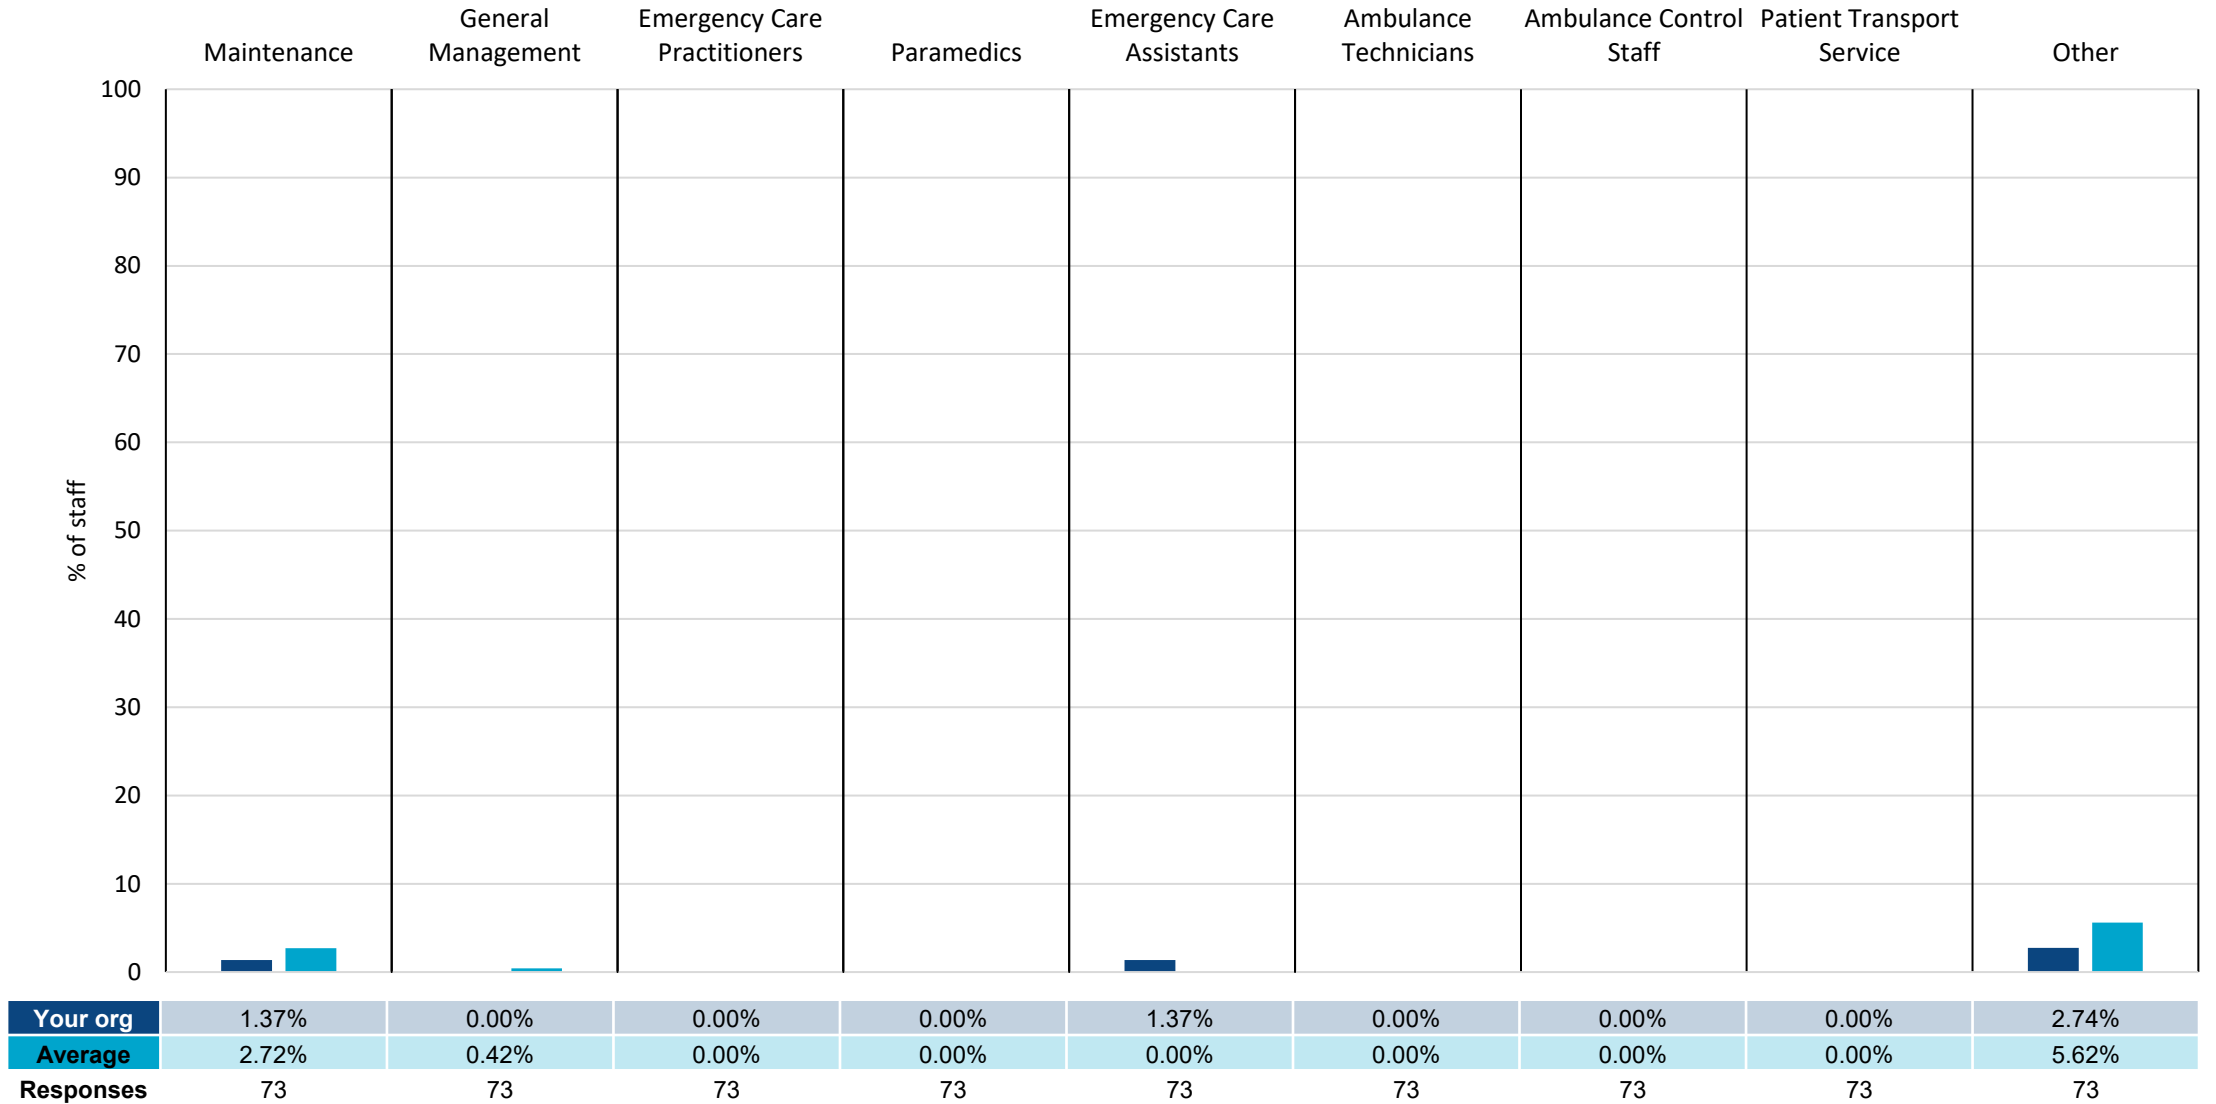 Maintenance
General
Management
Emergency Care
Practitioners
Paramedics
Emergency Care
Assistants
Ambulance
Technicians
Ambulance Control
Staff
Patient Transport
Service
Other
% of staff
100
90
80
70
60
50
40
30
20
10
0
Your org 1.37% 0.00% 0.00% 0.00% 1.37% 0.00% 0.00% 0.00% 2.74%
Average 2.72% 0.42% 0.00% 0.00% 0.00% 0.00% 0.00% 0.00% 5.62%
Responses 73 73 73 73 73 73 73 73 73